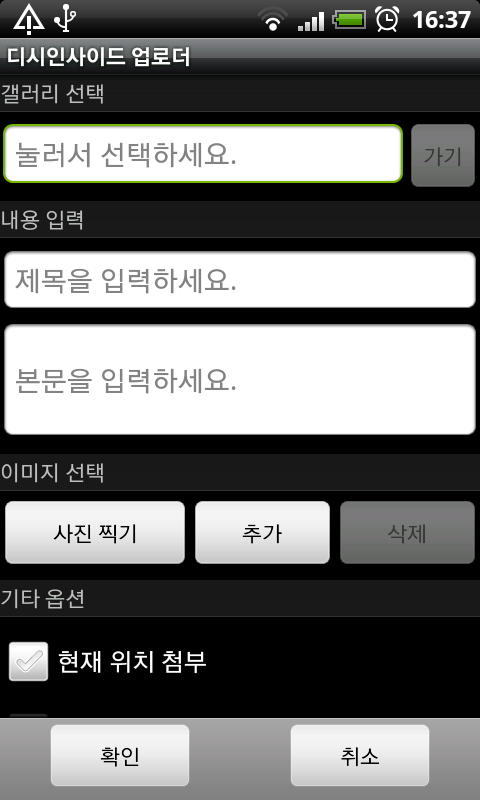 16:37
디시인사이드 업로더
갤러리 선택
눌러서 선택하세요. 가기
내용 입력
제목을 입력하세요.
본문을 입력하세요.
이미지 선택
사진 찍기 추가 삭제
기타 옵션
현재 위치 첨부
확인 취소